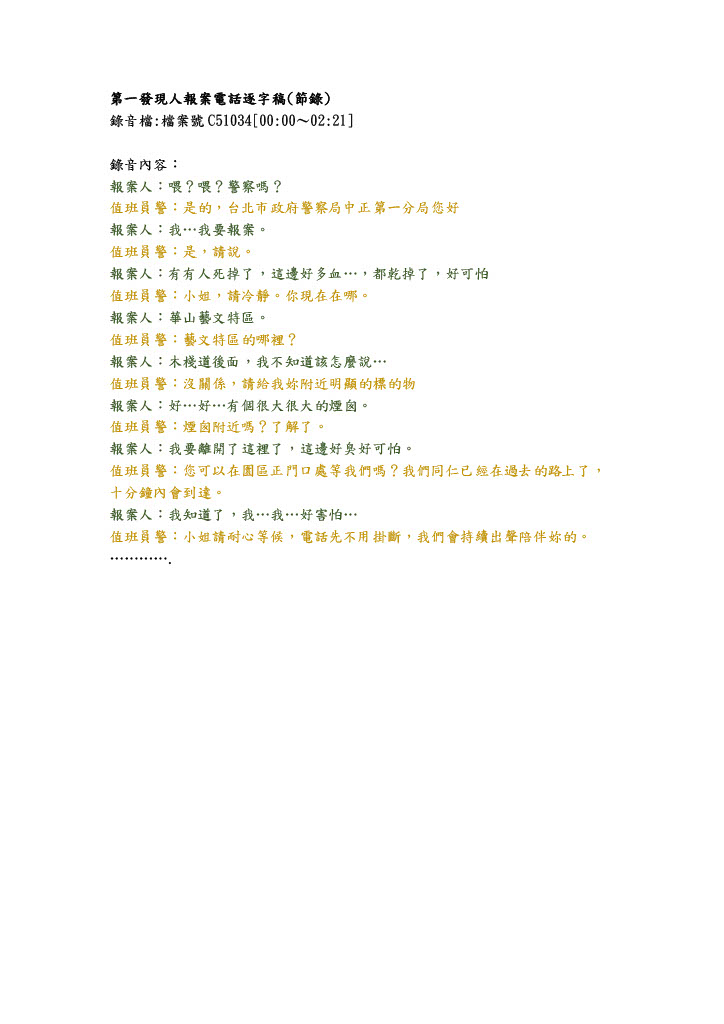 第一發現人報案電話逐字稿(節錄)
錄音檔:檔案號 C51034[00:00～02:21]
錄音內容：
報案人：喂？喂？警察嗎？
值班員警：是的，台北市政府警察局中正第一分局您好
報案人：我…我要報案。
值班員警：是，請說。
報案人：有有人死掉了，這邊好多血…，都乾掉了，好可怕
值班員警：小姐，請冷靜。你現在在哪。
報案人：華山藝文特區。
值班員警：藝文特區的哪裡？
報案人：木棧道後面，我不知道該怎麼說…
值班員警：沒關係，請給我妳附近明顯的標的物
報案人：好…好…有個很大很大的煙囪。
值班員警：煙囪附近嗎？了解了。
報案人：我要離開了這裡了，這邊好臭好可怕。
值班員警：您可以在園區正門口處等我們嗎？我們同仁已經在過去的路上了，
十分鐘內會到達。
報案人：我知道了，我…我…好害怕…
值班員警：小姐請耐心等候，電話先不用掛斷，我們會持續出聲陪伴妳的。
………….